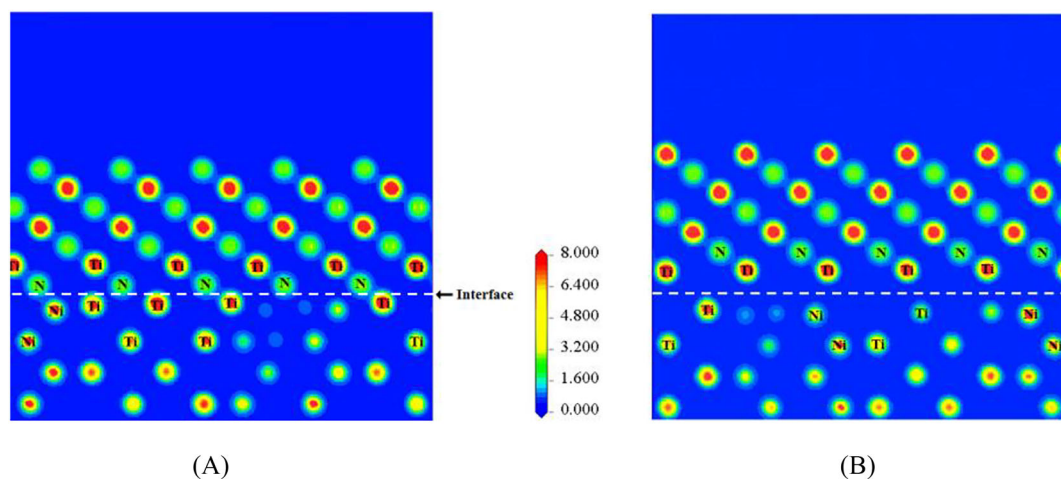 Ti Ti Ti Ti Ti Ti
N N N N N
Ni Ti Ti Ti Ti
Ni Ti Ti Ti
Interface
8.000
6.400
4.800
3.200
1.600
0.000
N N N N N
Ti Ti Ti Ti Ti
Ti Ni Ti Ni
Ti Ni Ti Ni
(A)
(B)